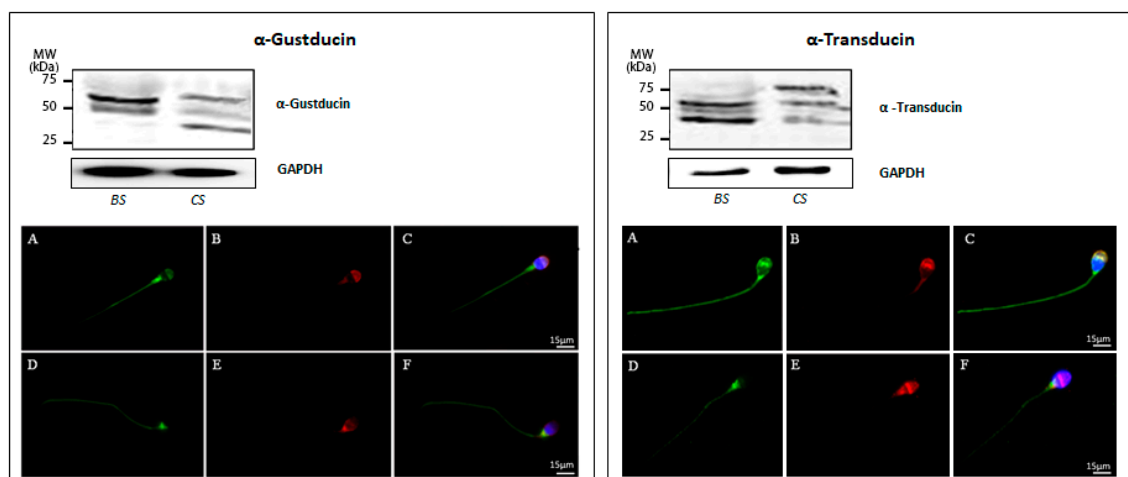 α-Gustducin
MW
(kDa)
75
50
25
α-Gustducin
GAPDH
BS CS
A B C
15μm
D E F
15μm
α-Transducin
MW
(kDa)
75
50
25
α -Transducin
GAPDH
BS CS
A B C
15μm
D E F
15μm